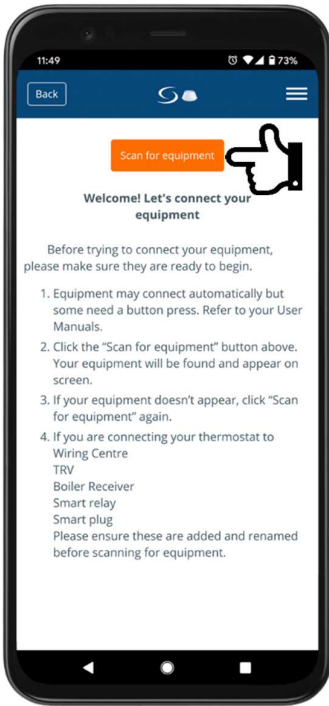 11:49
73%
Back
Scan for equipment
Welcome! Let's connect your
equipment
Before trying to connect your equipment,
please make sure they are ready to begin.
1. Equipment may connect automatically but
some need a button press. Refer to your User
Manuals.
2. Click the “Scan for equipment” button above.
Your equipment will be found and appear on
screen.
3. If your equipment doesn’t appear, click “Scan
for equipment” again.
4. If you are connecting your thermostat to
Wiring Centre
TRV
Boiler Receiver
Smart relay
Smart plug
Please ensure these are added and renamed
before scanning for equipment.